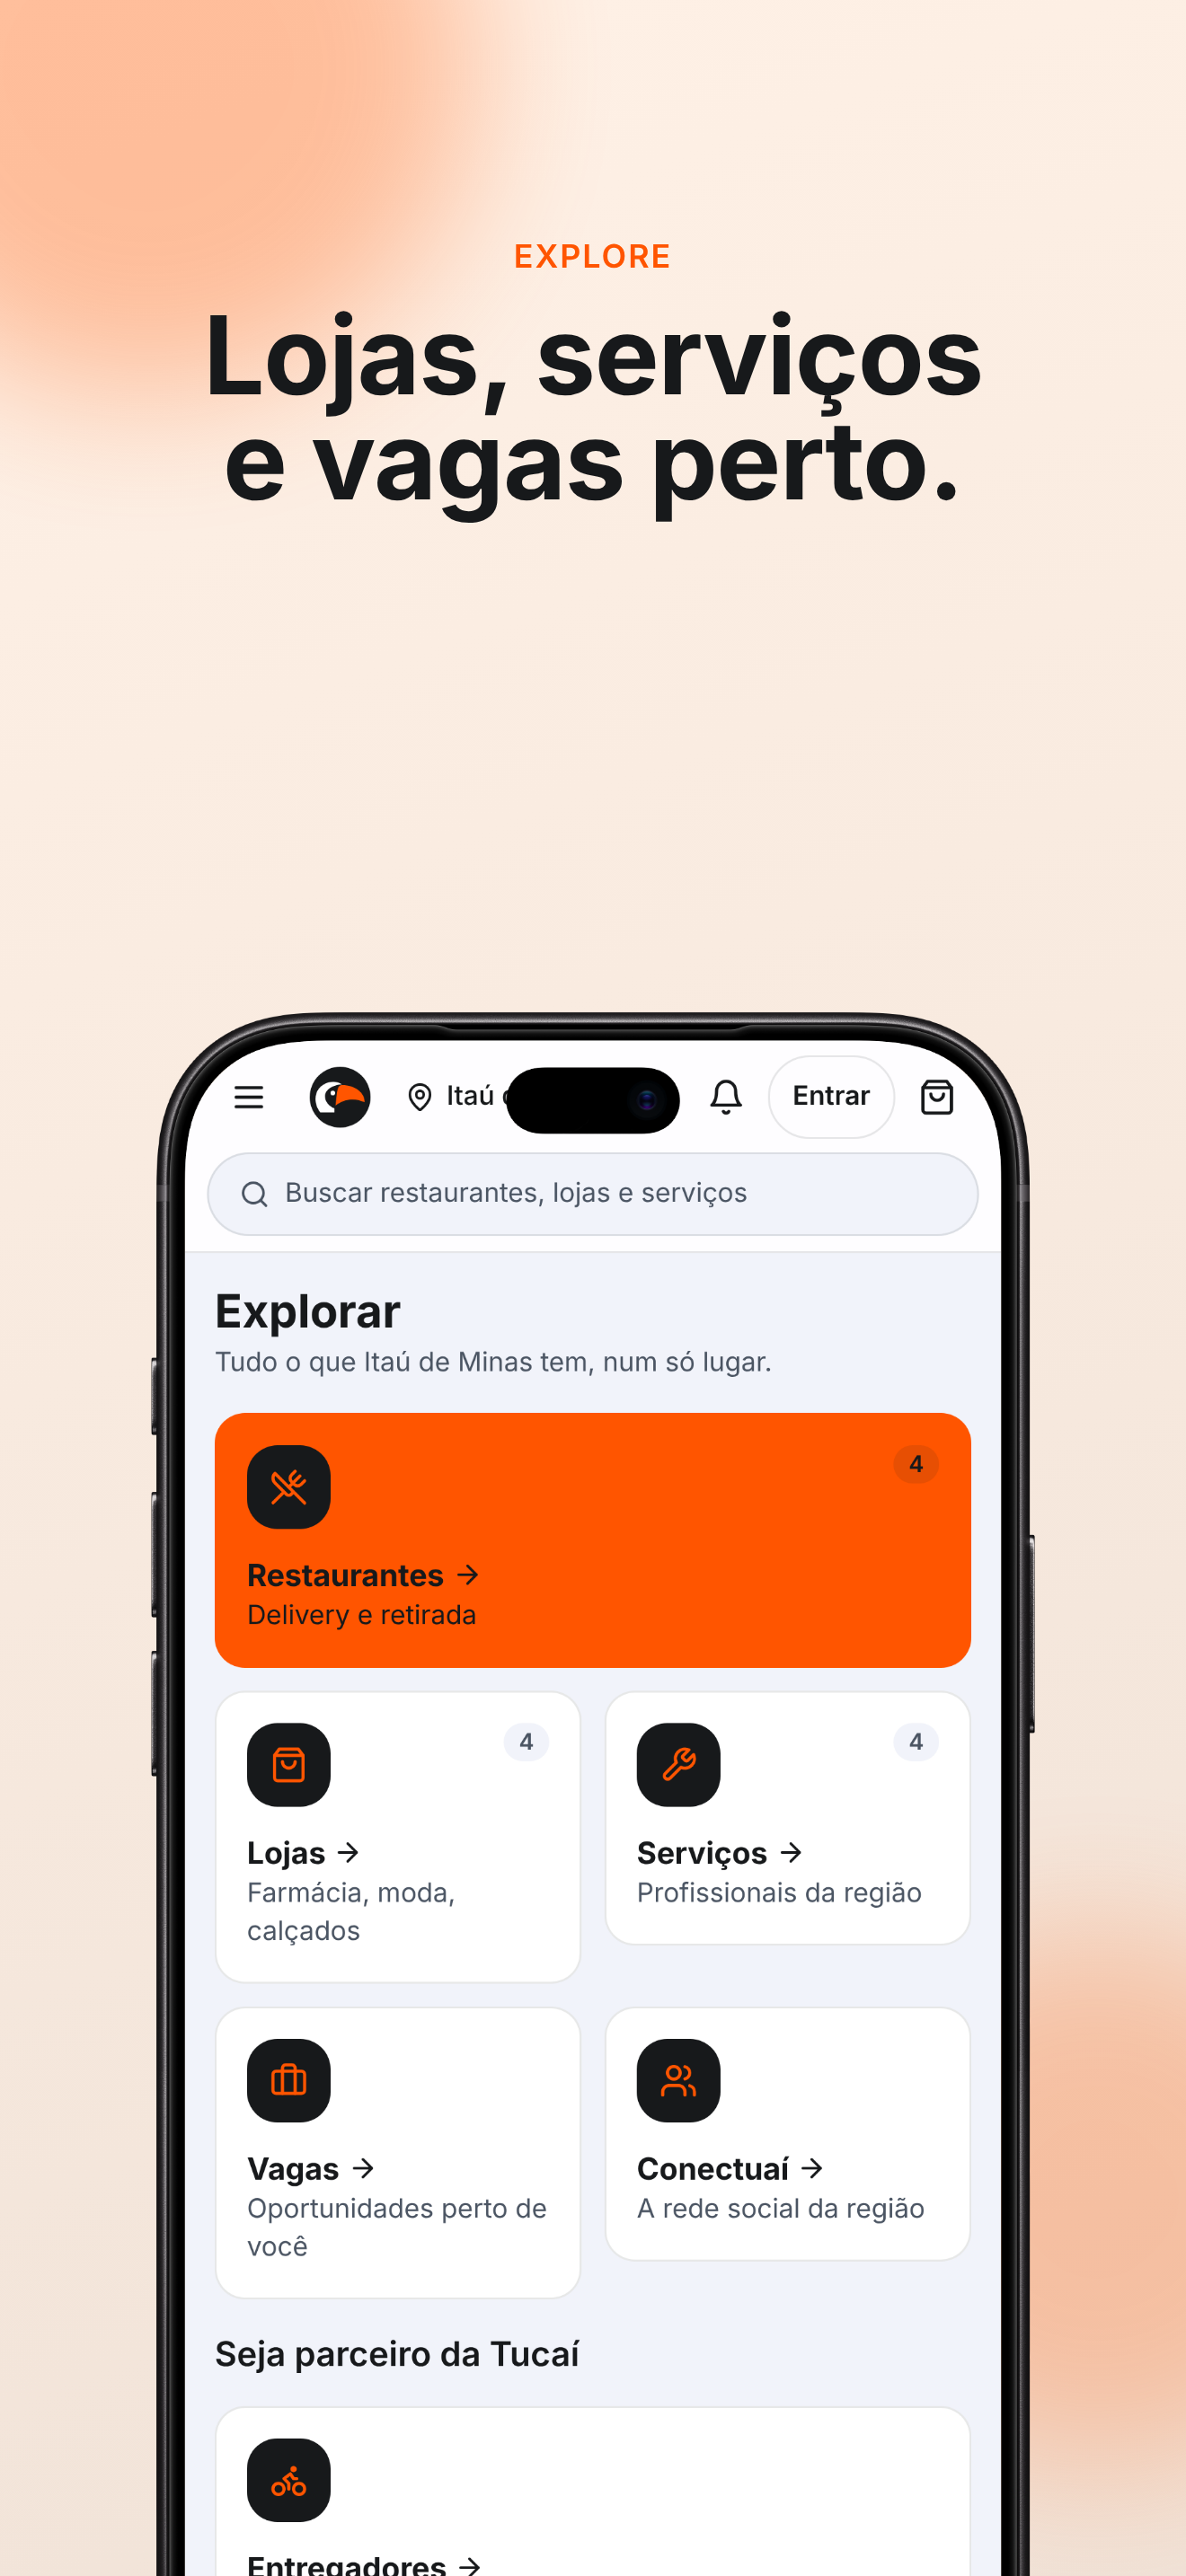 EXPLORE
Lojas, serviços
e vagas perto.
Itaú
Entrar
Buscar restaurantes, lojas e serviços
Explorar
Tudo o que Itaú de Minas tem, num só lugar.
4
Restaurantes →
Delivery e retirada
4
Lojas →
Farmácia, moda,
calçados
4
Serviços →
Profissionais da região
Vagas →
Oportunidades perto de
você
Conectuaí →
A rede social da região
Seja parceiro da Tucaí
Entregadores →